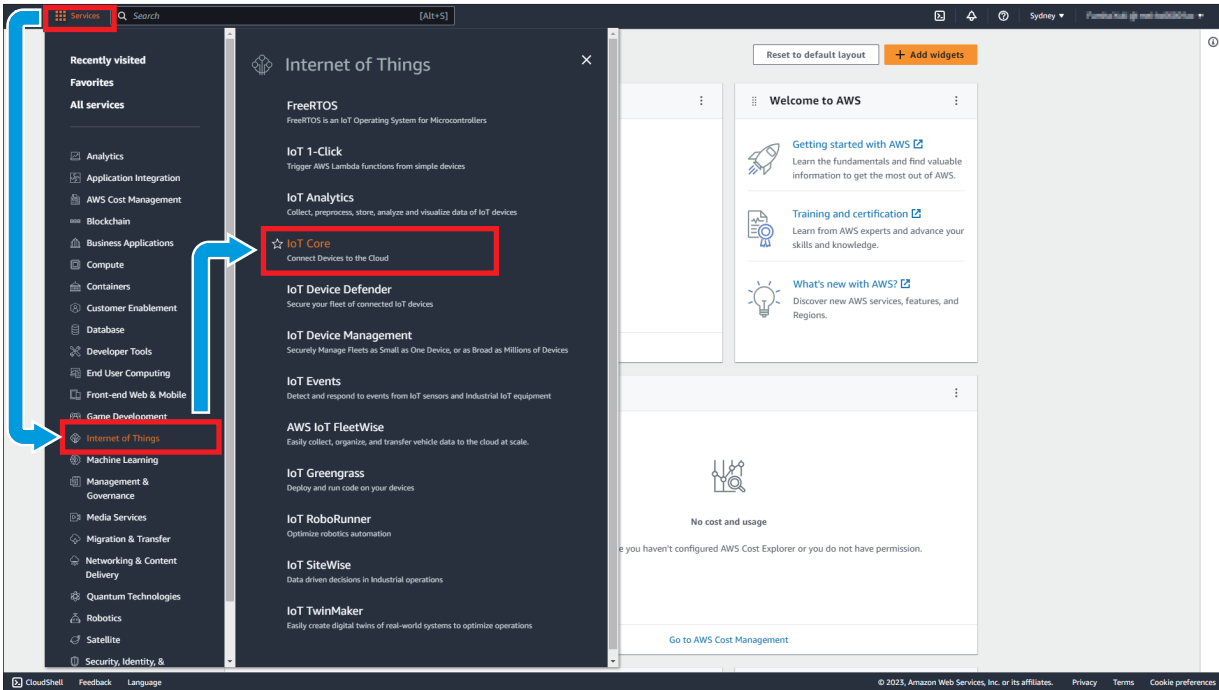 Services
Search
[Alt+S]
Sydney
Recently visited
Favorites
All services
Analytics
Application Integration
AWS Cost Management
Blockchain
Business Applications
Compute
Containers
Customer Enablement
Database
Developer Tools
End User Computing
Front-end Web & Mobile
Game Development
Internet of Things
Machine Learning
Management &
Governance
Media Services
Migration & Transfer
Networking & Content
Delivery
Quantum Technologies
Robotics
Satellite
Security, Identity, &
Internet of Things
FreeRTOS
FreeRTOS is an IoT Operating System for Microcontrollers
IoT 1-Click
Trigger AWS Lambda functions from simple devices
IoT Analytics
Collect, preprocess, store, analyze and visualize data of IoT devices
IoT Core
Connect Devices to the Cloud
IoT Device Defender
Secure your fleet of connected IoT devices
IoT Device Management
Securely Manage Fleets as Small as One Device, or as Broad as Millions of Devices
IoT Events
Detect and respond to events from IoT sensors and Industrial IoT equipment
AWS IoT FleetWise
Easily collect, organize, and transfer vehicle data to the cloud at scale.
IoT Greengrass
Deploy and run code on your devices
IoT RoboRunner
Optimize robotics automation
IoT SiteWise
Data driven decisions in Industrial operations
IoT TwinMaker
Easily create digital twins of real-world systems to optimize operations
Reset to default layout
+ Add widgets
Welcome to AWS
Getting started with AWS
Learn the fundamentals and find valuable
information to get the most out of AWS.
Training and certification
Learn from AWS experts and advance your
skills and knowledge.
What's new with AWS?
Discover new AWS services, features, and
Regions.
No cost and usage
e you haven't configured AWS Cost Explorer or you do not have permission.
Go to AWS Cost Management
CloudShell
Feedback
Language
© 2023, Amazon Web Services, Inc. or its affiliates.
Privacy
Terms
Cookie preferences